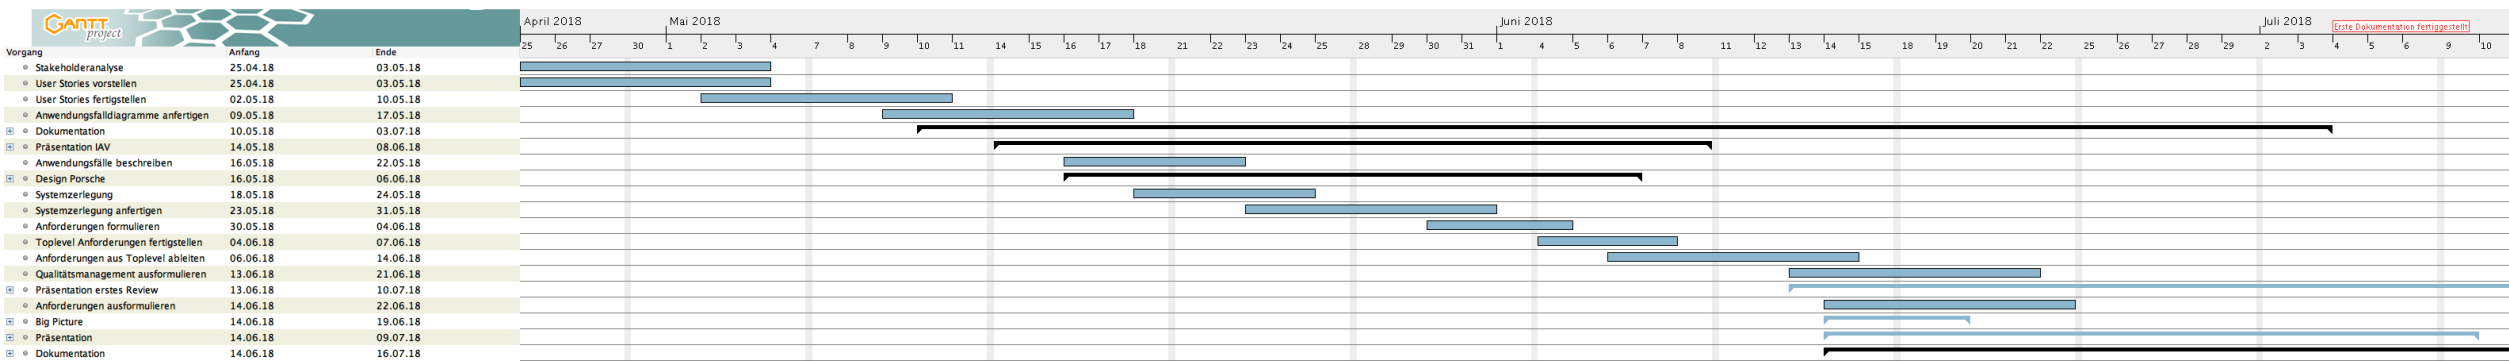 GANTT
project
April 2018 Mai 2018 Juni 2018 Juli 2018 Erste Dokumentation fertiggestellt
25 26 27 30 1 2 3 4 7 8 9 10 11 14 15 16 17 18 21 22 23 24 25 28 29 30 31 1 4 5 6 7 8 11 12 13 14 15 18 19 20 21 22 25 26 27 28 29 2 3 4 5 6 9 10
Vorgang Anfang Ende
Stakeholderanalyse 25.04.18 03.05.18
User Stories vorstellen 25.04.18 03.05.18
User Stories fertigstellen 02.05.18 10.05.18
Anwendungsfalldiagramme anfertigen 09.05.18 17.05.18
Dokumentation 10.05.18 03.07.18
Präsentation IAV 14.05.18 08.06.18
Anwendungsfälle beschreiben 16.05.18 22.05.18
Design Porsche 16.05.18 06.06.18
Systemzerlegung 18.05.18 24.05.18
Systemzerlegung anfertigen 23.05.18 31.05.18
Anforderungen formulieren 30.05.18 04.06.18
Toplevel Anforderungen fertigstellen 04.06.18 07.06.18
Anforderungen aus Toplevel ableiten 06.06.18 14.06.18
Qualitätsmanagement ausformulieren 13.06.18 21.06.18
Präsentation erstes Review 13.06.18 10.07.18
Anforderungen ausformulieren 14.06.18 22.06.18
Big Picture 14.06.18 19.06.18
Präsentation 14.06.18 09.07.18
Dokumentation 14.06.18 16.07.18